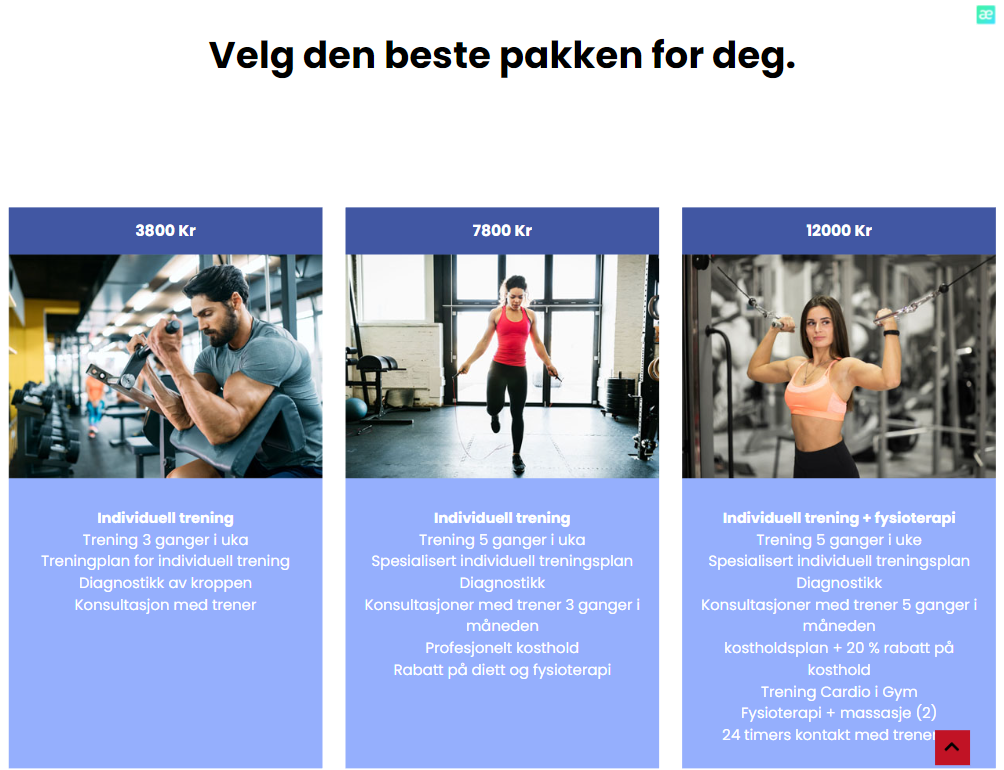 æ
Velg den beste pakken for deg.
3800 Kr
Individuell trening
Trening 3 ganger i uka
Treningplan for individuell trening
Diagnostikk av kroppen
Konsultasjon med trener
7800 Kr
Individuell trening
Trening 5 ganger i uka
Spesialisert individuell treningsplan
Diagnostikk
Konsultasjoner med trener 3 ganger i
måneden
Profesjonelt kosthold
Rabatt på diett og fysioterapi
12000 Kr
Individuell trening + fysioterapi
Trening 5 ganger i uke
Spesialisert individuell treningsplan
Diagnostikk
Konsultasjoner med trener 5 ganger i
måneden
kostholdsplan + 20 % rabatt på
kosthold
Trening Cardio i Gym
Fysioterapi + massasje (2)
24 timers kontakt med trener